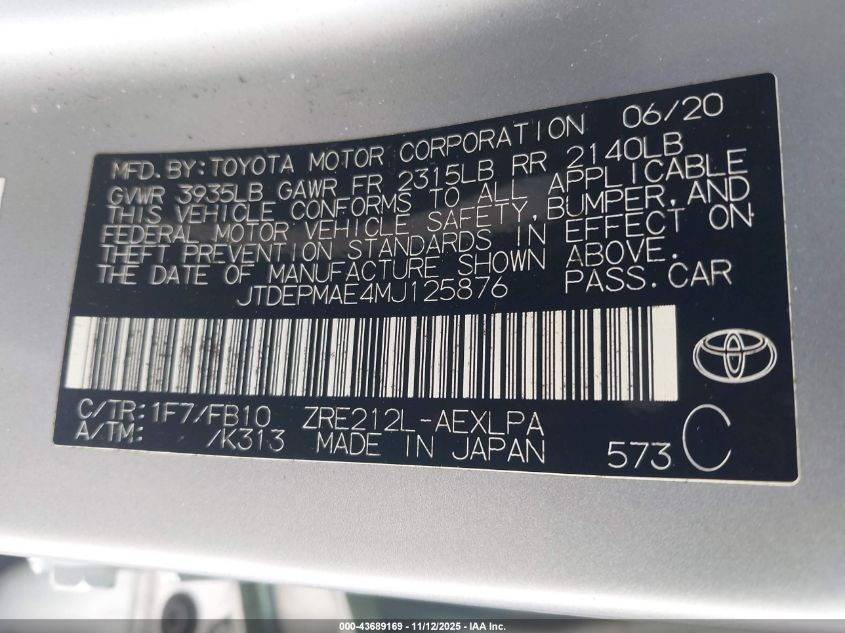 MFD. BY: TOYOTA MOTOR CORPORATION 06/20
GVWR 3935LB GAWR FR 2315LB RR 2140LB
THIS VEHICLE CONFORMS TO ALL APPLICABLE
FEDERAL MOTOR VEHICLE SAFETY, BUMPER, AND
THEFT PREVENTION STANDARDS IN EFFECT ON
THE DATE OF MANUFACTURE SHOWN ABOVE.
JTDEPMAE4MJ125876 PASS. CAR
C/TR: 1F7/FB10 ZRE212L-AEXLPA
A/TM: /K313 MADE IN JAPAN 573 C
000-43689169 - 11/12/2025 - IAA Inc.